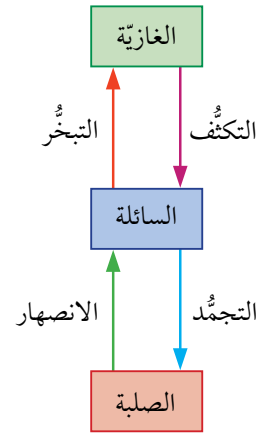 الغازيّة
التكثُّف
التبخُّر
السائلة
التجمُّد
الانصهار
الصلبة